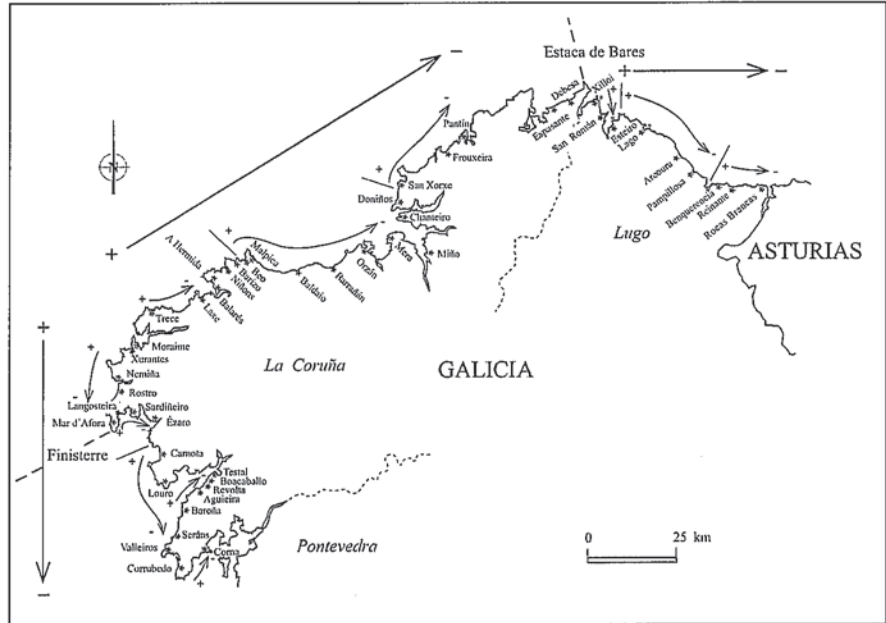 Estaca de Bares
Debesa
Xilloi
Espasante
San Román
Esteiro
Lago
Pantín
Frouxeira
San Xorxe
Doniños
Chanteiro
Arcoura
Pampillosa
Benquerencia
Reinante
Rocas Brancas
Lugo
ASTURIAS
N
A Hermida
Malpica
Beo
Barizo
Niñons
Mera
Miño
Orzán
Barrañán
Baldaio
Balarés
Laxe
Trece
Moraime
Xurantes
Nemiña
Rostro
Langosteira
Sardiñeiro
Mar d'Afora
Ézaro
La Coruña
GALICIA
Finisterre
Carnota
Louro
Testal
Boacaballo
Revolta
Aguieira
Baroña
Seráns
Valleiros
Corna
Corrubedo
Pontevedra
0 25 km